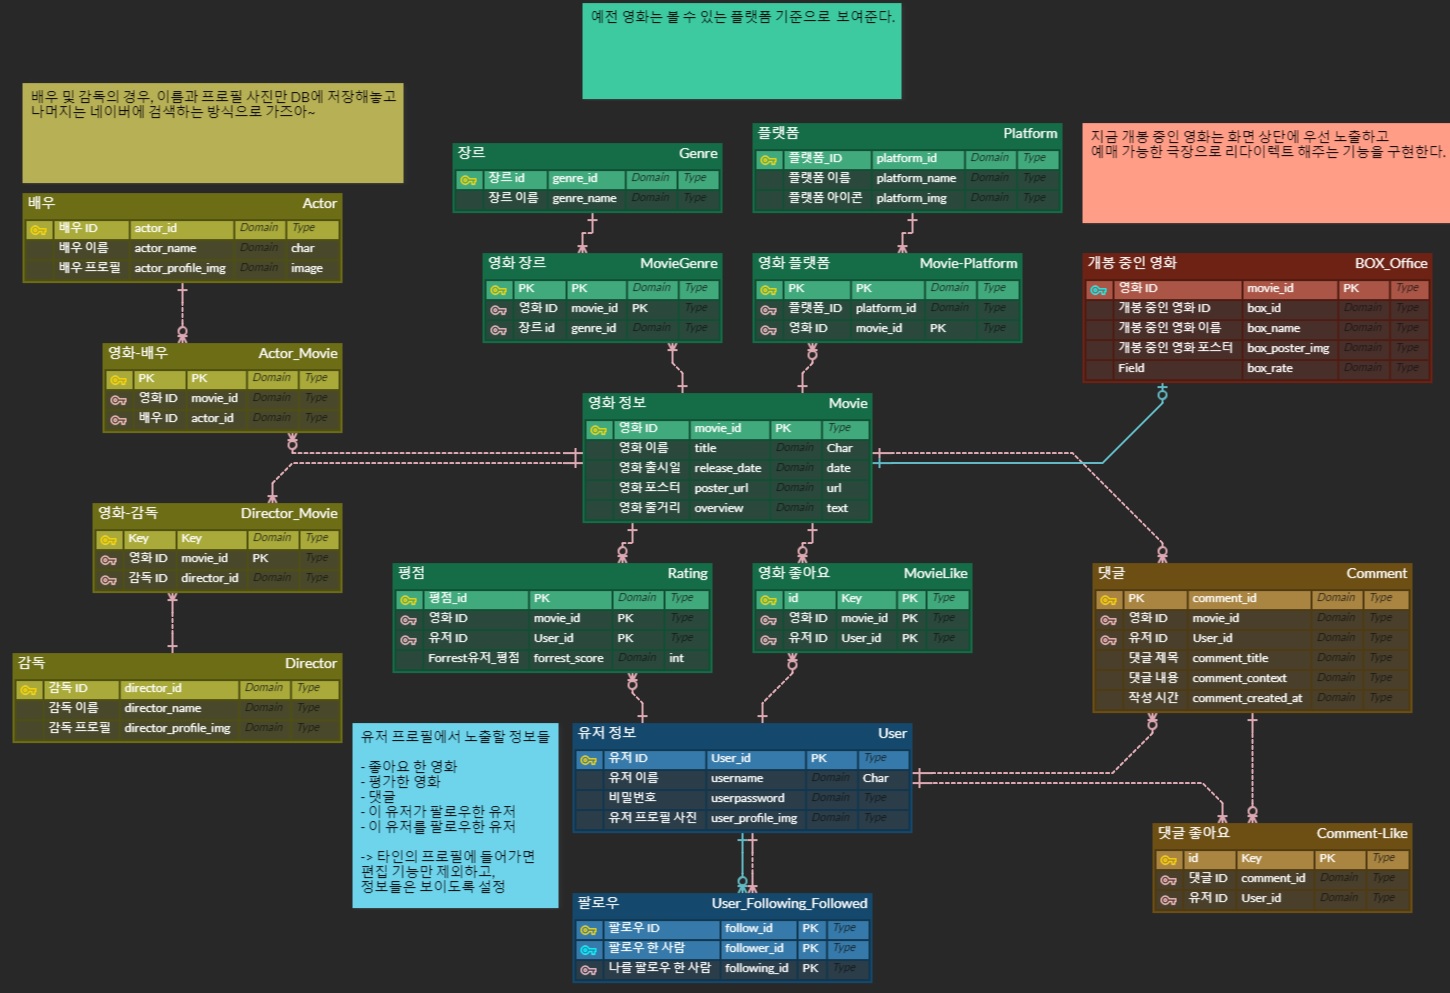 예전 영화는 볼 수 있는 플랫폼 기준으로 보여준다.
배우 및 감독의 경우, 이름과 프로필 사진만 DB에 저장해놓고
나머지는 네이버에 검색하는 방식으로 가즈아~
지금 개봉 중인 영화는 화면 상단에 우선 노출하고
예매 가능한 극장으로 리다이렉트 해주는 기능을 구현한다.
장르 Genre
장르 id genre_id Domain Type
장르 이름 genre_name Domain Type
플랫폼 Platform
플랫폼_ID platform_id Domain Type
플랫폼 이름 platform_name Domain Type
플랫폼 아이콘 platform_img Domain Type
배우 Actor
배우 ID actor_id Domain Type
배우 이름 actor_name Domain char
배우 프로필 actor_profile_img Domain image
영화 장르 MovieGenre
PK PK Domain Type
영화 ID movie_id PK Type
장르 id genre_id Domain Type
영화 플랫폼 Movie-Platform
PK PK Domain Type
플랫폼_ID platform_id Domain Type
영화 ID movie_id PK Type
개봉 중인 영화 BOX_Office
영화 ID movie_id PK Type
개봉 중인 영화 ID box_id Domain Type
개봉 중인 영화 이름 box_name Domain Type
개봉 중인 영화 포스터 box_poster_img Domain Type
Field box_rate Domain Type
영화-배우 Actor_Movie
PK PK Domain Type
영화 ID movie_id Domain Type
배우 ID actor_id Domain Type
영화 정보 Movie
영화 ID movie_id PK Type
영화 이름 title Domain Char
영화 출시일 release_date Domain date
영화 포스터 poster_url Domain url
영화 줄거리 overview Domain text
영화-감독 Director_Movie
Key Key Domain Type
영화 ID movie_id PK Type
감독 ID director_id Domain Type
평점 Rating
평점_id PK Domain Type
영화 ID movie_id PK Type
유저 ID User_id PK Type
Forrest유저_평점 forrest_score Domain int
영화 좋아요 MovieLike
id Key PK Type
영화 ID movie_id PK Type
유저 ID User_id PK Type
댓글 Comment
PK comment_id Domain Type
영화 ID movie_id Domain Type
유저 ID User_id Domain Type
댓글 제목 comment_title Domain Type
댓글 내용 comment_context Domain Type
작성 시간 comment_created_at Domain Type
감독 Director
감독 ID director_id Domain Type
감독 이름 director_name Domain Type
감독 프로필 director_profile_img Domain Type
유저 프로필에서 노출할 정보들
- 좋아요 한 영화
- 평가한 영화
- 댓글
- 이 유저가 팔로우한 유저
- 이 유저를 팔로우한 유저
-> 타인의 프로필에 들어가면
편집 기능만 제외하고,
정보들은 보이도록 설정
유저 정보 User
유저 ID User_id PK Type
유저 이름 username Domain Char
비밀번호 userpassword Domain Type
유저 프로필 사진 user_profile_img Domain Type
댓글 좋아요 Comment-Like
id Key PK Type
댓글 ID comment_id Domain Type
유저 ID User_id Domain Type
팔로우 User_Following_Followed
팔로우 ID follow_id PK Type
팔로우 한 사람 follower_id PK Type
나를 팔로우 한 사람 following_id PK Type